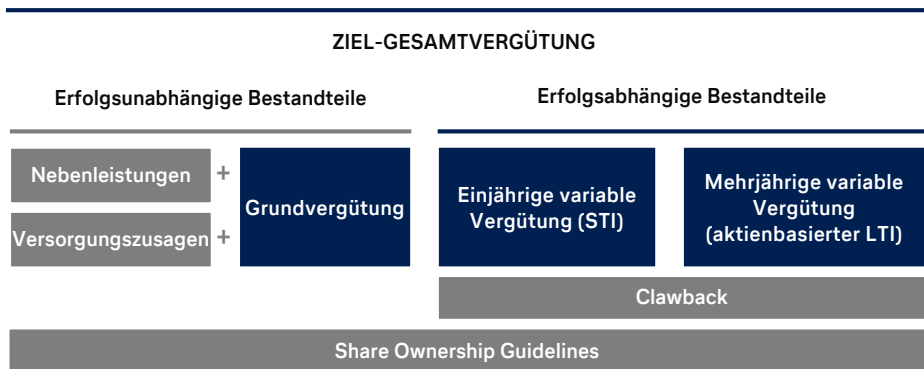 ZIEL-GESAMTVERGÜTUNG
Erfolgsunabhängige Bestandteile
Nebenleistungen
+
Versorgungszusagen
+
Grundvergütung
Erfolgsabhängige Bestandteile
Einjährige variable
Vergütung (STI)
Mehrjährige variable
Vergütung
(aktienbasierter LTI)
Clawback
Share Ownership Guidelines